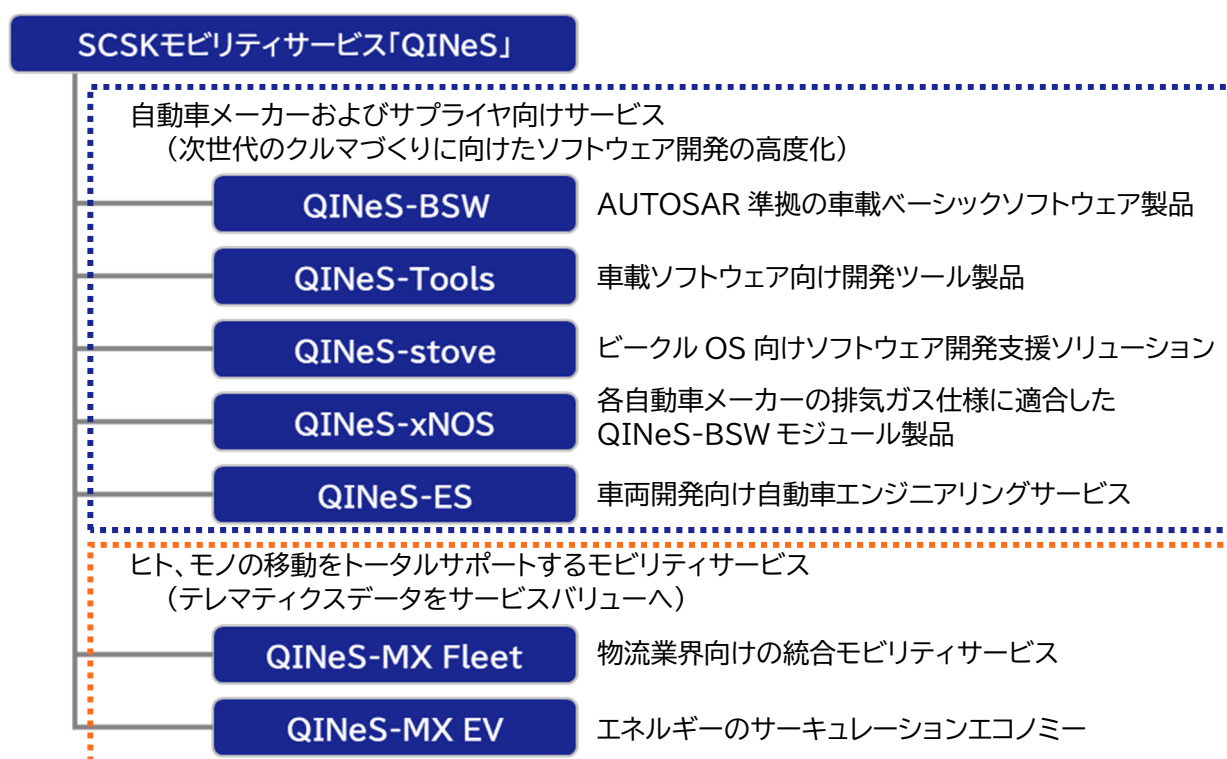 SCSKモビリティサービス「QINeS」
自動車メーカーおよびサプライヤ向けサービス
（次世代のクルマづくりに向けたソフトウェア開発の高度化）
QINeS-BSW
AUTOSAR 準拠の車載ベーシックソフトウェア製品
QINeS-Tools
車載ソフトウェア向け開発ツール製品
QINeS-stove
ビークル OS 向けソフトウェア開発支援ソリューション
QINeS-xNOS
各自動車メーカーの排気ガス仕様に適合した
QINeS-BSW モジュール製品
QINeS-ES
車両開発向け自動車エンジニアリングサービス
ヒト、モノの移動をトータルサポートするモビリティサービス
（テレマティクスデータをサービスバリューへ）
QINeS-MX Fleet
物流業界向けの統合モビリティサービス
QINeS-MX EV
エネルギーのサーキュレーションエコノミー